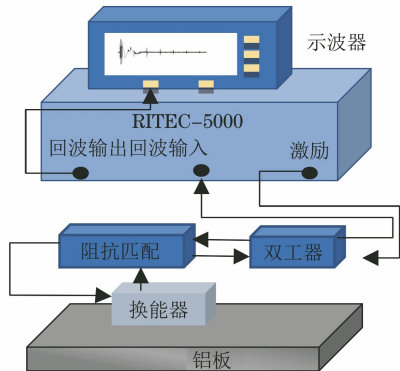 示波器
RITEC-5000
回波输出回波输入 激励
阻抗匹配 双工器
换能器
铝板